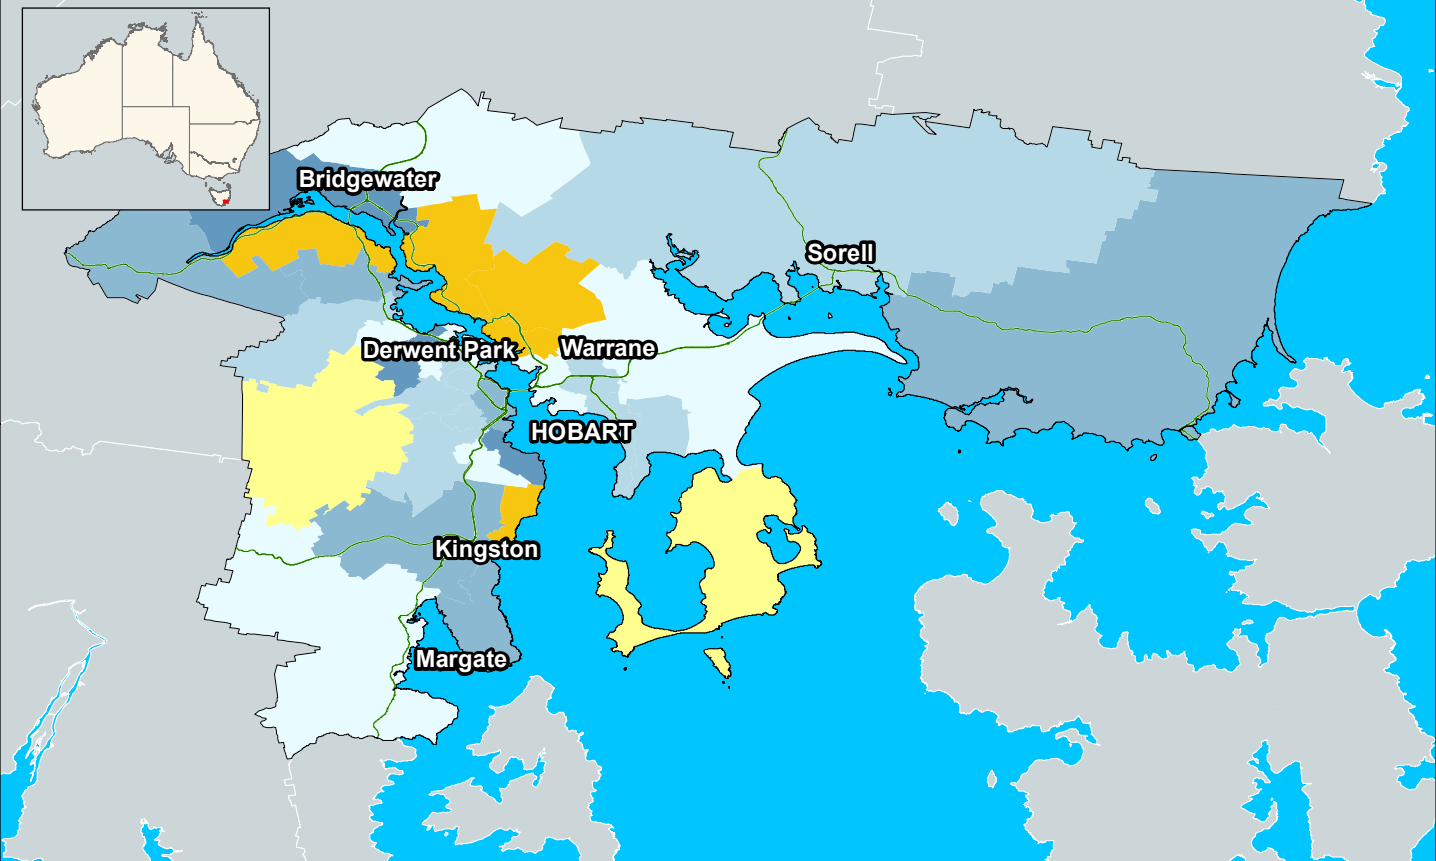 Bridgewater
Sorell
Derwent Park
Warrane
HOBART
Kingston
Margate